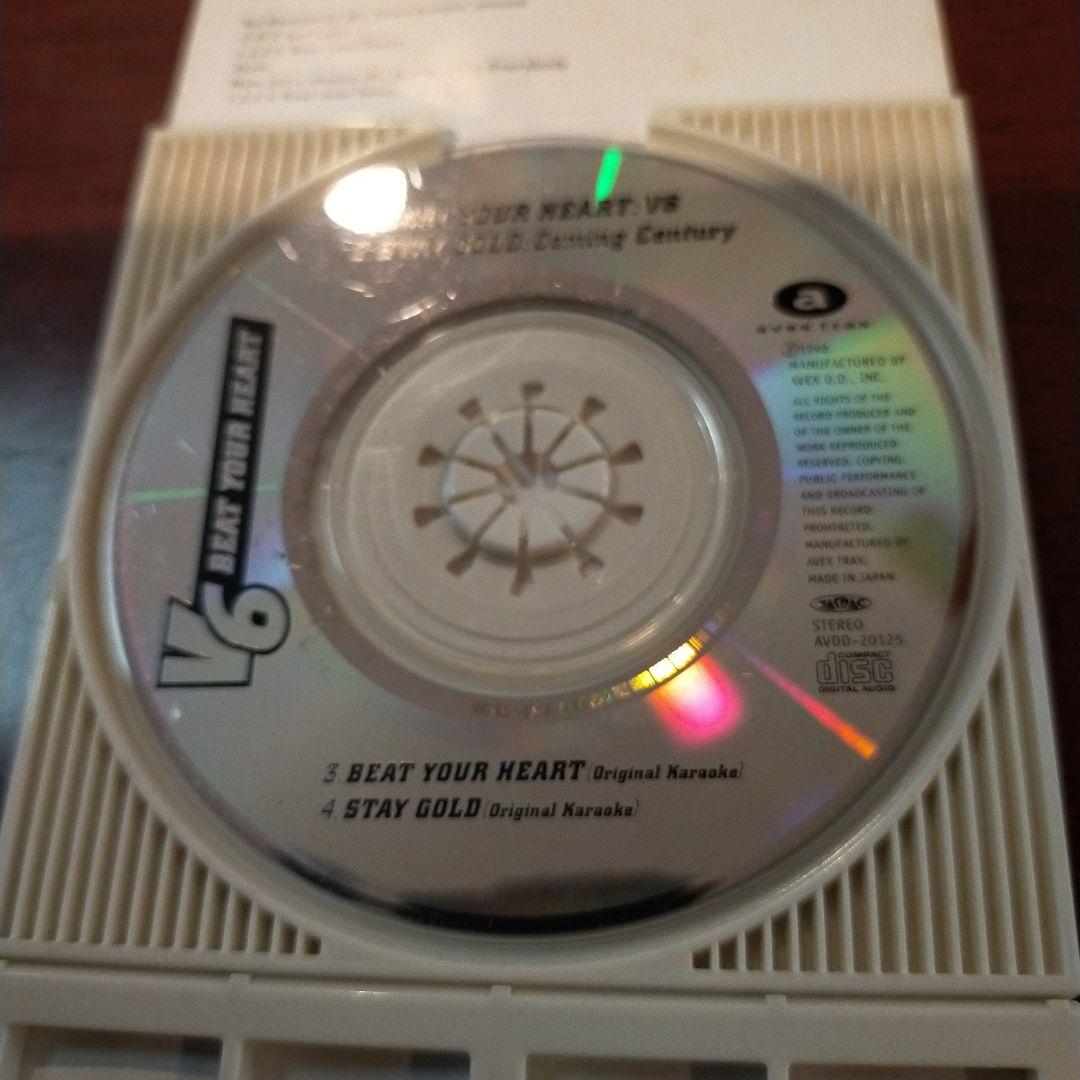 YOUR HEART: V6
STAY GOLD: Coming Century
a
avex trax
V6 BEAT YOUR HEART
MANUFACTURED BY
AVEX D.D., INC.
ALL RIGHTS OF THE
RECORD PRODUCER AND
OF THE OWNER OF THE
WORK REPRODUCED
RESERVED. COPYING,
PUBLIC PERFORMANCE
AND BROADCASTING OF
THIS RECORD
PROHIBITED.
MANUFACTURED BY
AVEX TRAX.
MADE IN JAPAN
JASRAC
STEREO
AVDD-20125
COMPACT
disc
DIGITAL AUDIO
3. BEAT YOUR HEART (Original Karaoke)
4. STAY GOLD (Original Karaoke)